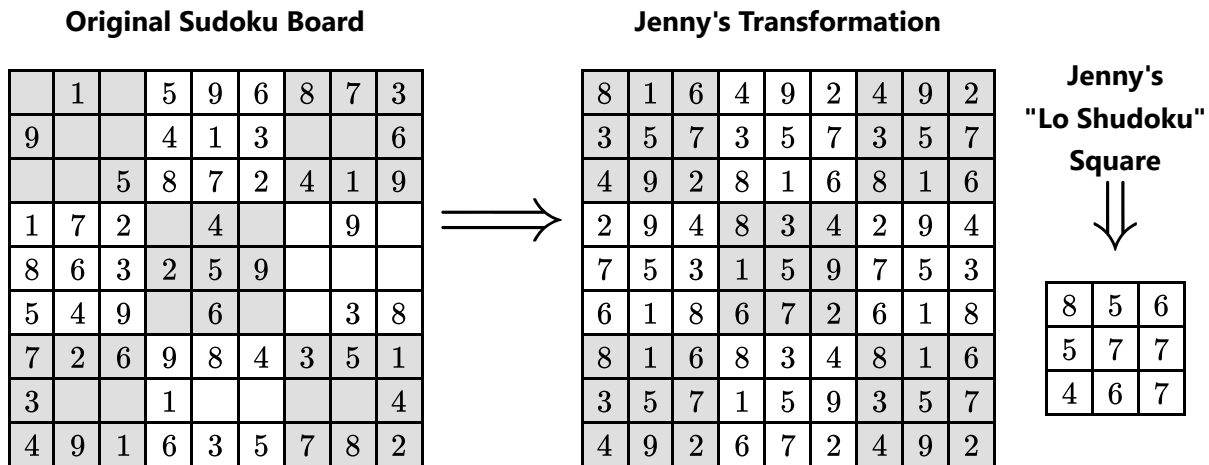 Original Sudoku Board
Jenny's Transformation
1 5 9 6 8 7 3
9 4 1 3 6
5 8 7 2 4 1 9
1 7 2 4 9
8 6 3 2 5 9
5 4 9 6 3 8
7 2 6 9 8 4 3 5 1
3 1 4
4 9 1 6 3 5 7 8 2
8 1 6 4 9 2 4 9 2
3 5 7 3 5 7 3 5 7
4 9 2 8 1 6 8 1 6
2 9 4 8 3 4 2 9 4
7 5 3 1 5 9 7 5 3
6 1 8 6 7 2 6 1 8
8 1 6 8 3 4 8 1 6
3 5 7 1 5 9 3 5 7
4 9 2 6 7 2 4 9 2
Jenny's
"Lo Shudoku"
Square
8 5 6
5 7 7
4 6 7